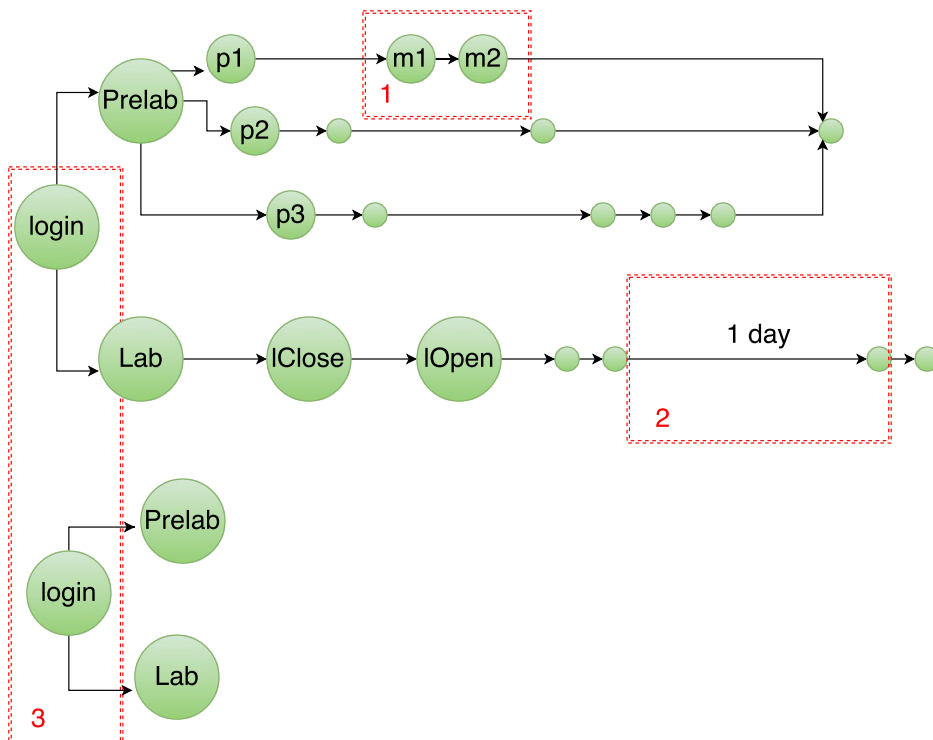 p1
m1
m2
1
Prelab
p2
login
p3
1 day
Lab
lClose
lOpen
2
Prelab
login
Lab
3